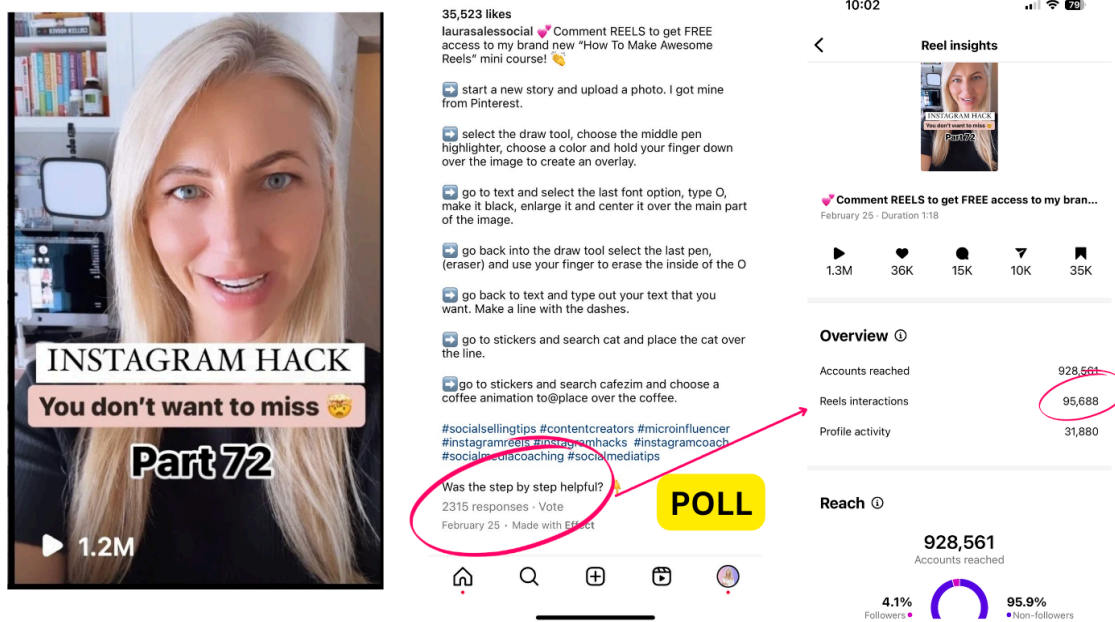 INSTAGRAM HACK
You don't want to miss 🤯
Part 72
1.2M
35,523 likes
laurasalessocial 💕 Comment REELS to get FREE
access to my brand new “How To Make Awesome
Reels” mini course! 👏
➡️ start a new story and upload a photo. I got mine
from Pinterest.
➡️ select the draw tool, choose the middle pen
highlighter, choose a color and hold your finger down
over the image to create an overlay.
➡️ go to text and select the last font option, type O,
make it black, enlarge it and center it over the main part
of the image.
➡️ go back into the draw tool select the last pen,
(eraser) and use your finger to erase the inside of the O
➡️ go back to text and type out your text that you
want. Make a line with the dashes.
➡️ go to stickers and search cat and place the cat over
the line.
➡️go to stickers and search cafezim and choose a
coffee animation to@place over the coffee.
#socialsellingtips #contentcreators #microinfluencer
#instagramreels #instagramhacks #instagramcoach
#socialmediacoaching #socialmediatips
Was the step by step helpful?
2315 responses · Vote
February 25 · Made with Effect
POLL
10:02
79
Reel insights
INSTAGRAM HACK
You don't want to miss 🤯
Part 72
💕Comment REELS to get FREE access to my bran...
February 25 · Duration 1:18
1.3M 36K 15K 10K 35K
Overview
Accounts reached 928,561
Reels interactions 95,688
Profile activity 31,880
Reach
928,561
Accounts reached
4.1% 95.9%
Followers Non-followers